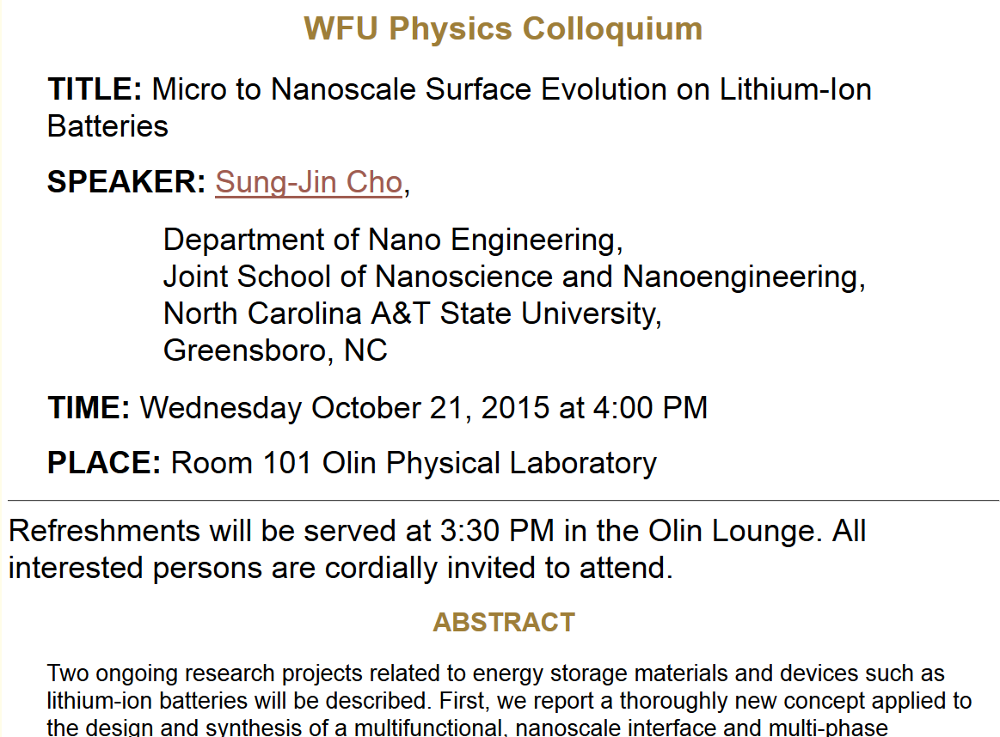 WFU Physics Colloquium
TITLE: Micro to Nanoscale Surface Evolution on Lithium-Ion
Batteries
SPEAKER: Sung-Jin Cho,
Department of Nano Engineering,
Joint School of Nanoscience and Nanoengineering,
North Carolina A&T State University,
Greensboro, NC
TIME: Wednesday October 21, 2015 at 4:00 PM
PLACE: Room 101 Olin Physical Laboratory
Refreshments will be served at 3:30 PM in the Olin Lounge. All
interested persons are cordially invited to attend.
ABSTRACT
Two ongoing research projects related to energy storage materials and devices such as
lithium-ion batteries will be described. First, we report a thoroughly new concept applied to
the design and synthesis of a multifunctional, nanoscale interface and multi-phase